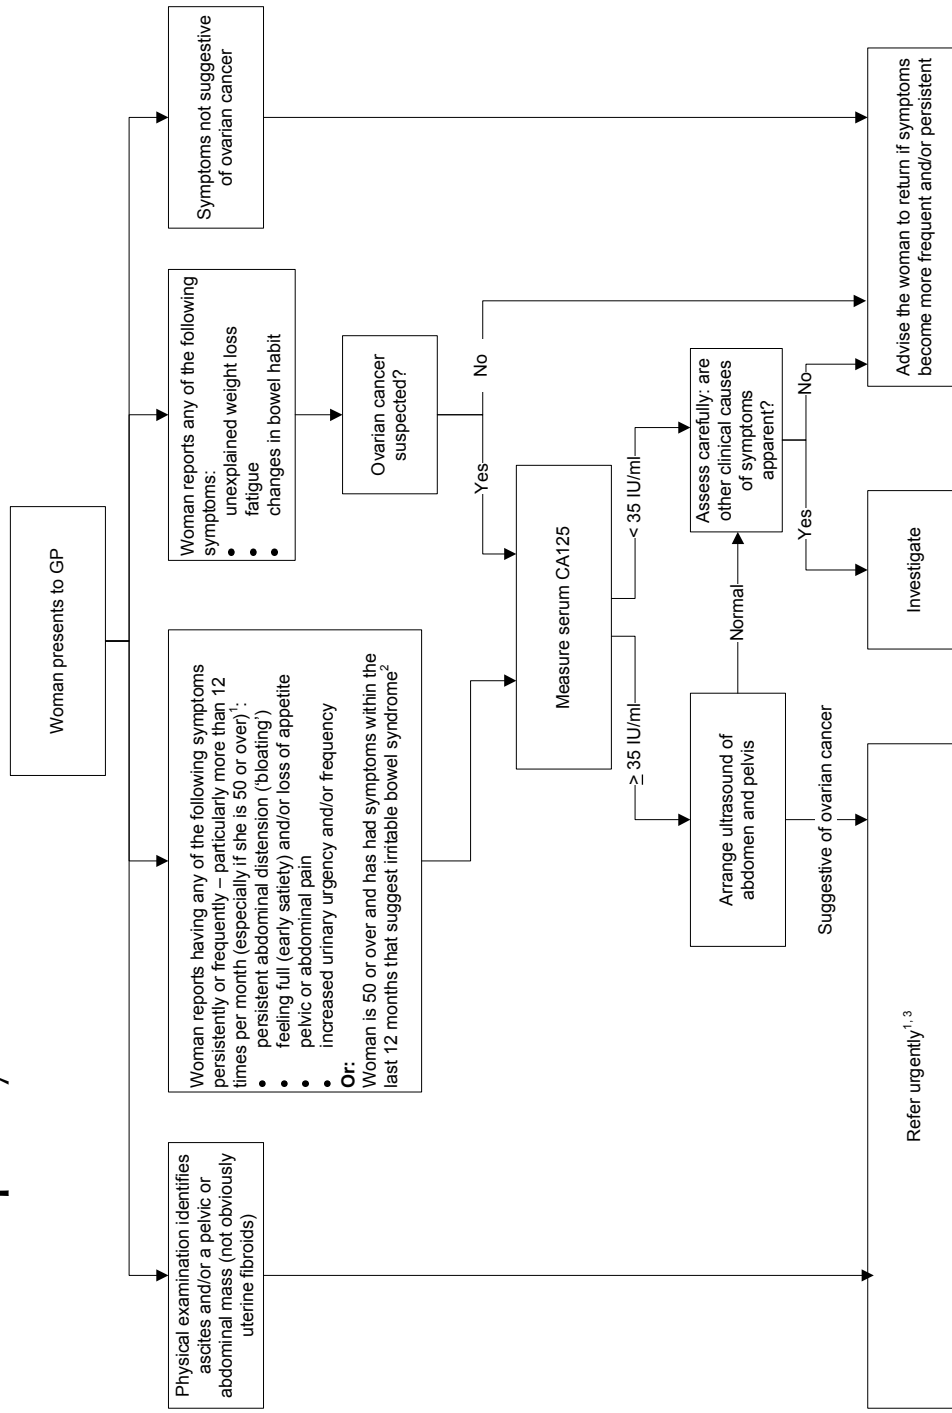 Woman presents to GP
Physical examination identifies
ascites and/or a pelvic or
abdominal mass (not obviously
uterine fibroids)
Woman reports having any of the following symptoms
persistently or frequently – particularly more than 12
times per month (especially if she is 50 or over)1:
• persistent abdominal distension (‘bloating’)
• feeling full (early satiety) and/or loss of appetite
• pelvic or abdominal pain
• increased urinary urgency and/or frequency
Or:
Woman is 50 or over and has had symptoms within the
last 12 months that suggest irritable bowel syndrome2
Woman reports any of the following
symptoms:
• unexplained weight loss
• fatigue
• changes in bowel habit
Symptoms not suggestive
of ovarian cancer
Ovarian cancer
suspected?
Yes
No
Measure serum CA125
≥ 35 IU/ml
< 35 IU/ml
Arrange ultrasound of
abdomen and pelvis
Normal
Assess carefully: are
other clinical causes
of symptoms
apparent?
Suggestive of ovarian cancer
Yes
No
Refer urgently1, 3
Investigate
Advise the woman to return if symptoms
become more frequent and/or persistent